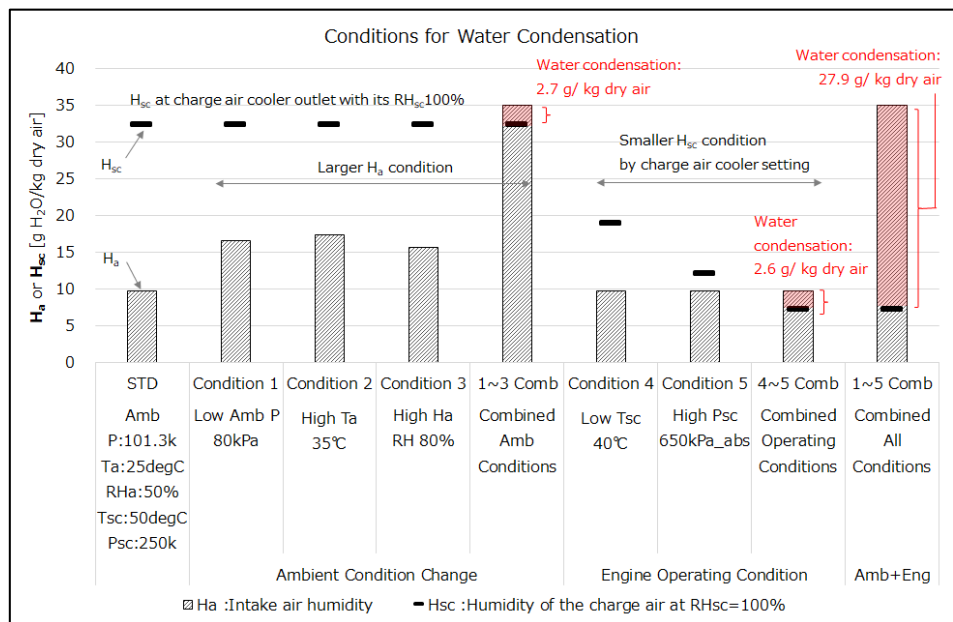 Conditions for Water Condensation
Water condensation:
2.7 g/ kg dry air
Water condensation:
27.9 g/ kg dry air
Hsc at charge air cooler outlet with its RHsc100%
Hsc
Larger Ha condition
Smaller Hsc condition
by charge air cooler setting
Water
condensation:
2.6 g/ kg dry air
Ha
Ha or Hsc [g H2O/kg dry air]
40
35
30
25
20
15
10
5
0
STD
Condition 1
Condition 2
Condition 3
1~3 Comb
Condition 4
Condition 5
4~5 Comb
1~5 Comb
Amb
P:101.3k
Ta:25degC
RHa:50%
Tsc:50degC
Psc:250k
Low Amb P
80kPa
High Ta
35℃
High Ha
RH 80%
Combined
Amb
Conditions
Low Tsc
40℃
High Psc
650kPa_abs
Combined
Operating
Conditions
Combined
All
Conditions
Ambient Condition Change
Engine Operating Condition
Amb+Eng
Ha :Intake air humidity
Hsc :Humidity of the charge air at RHsc=100%